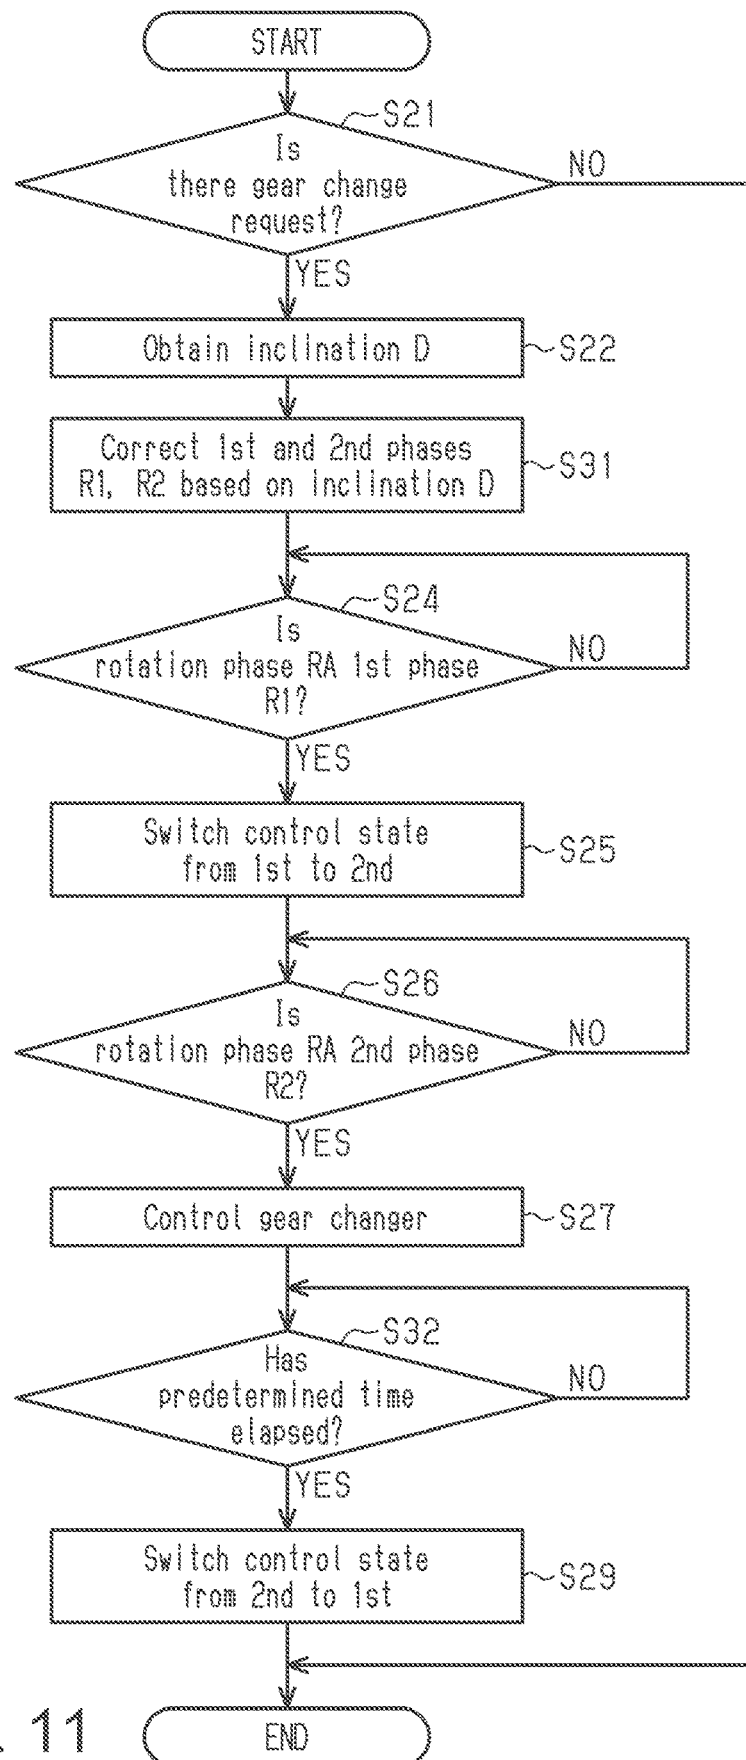 START
S21
Is
there gear change
request?
NO
YES
Obtain inclination D
S22
Correct 1st and 2nd phases
R1, R2 based on inclination D
S31
S24
Is
rotation phase RA 1st phase
R1?
NO
YES
Switch control state
from 1st to 2nd
S25
S26
Is
rotation phase RA 2nd phase
R2?
NO
YES
Control gear changer
S27
S32
Has
predetermined time
elapsed?
NO
YES
Switch control state
from 2nd to 1st
S29
END
. 11